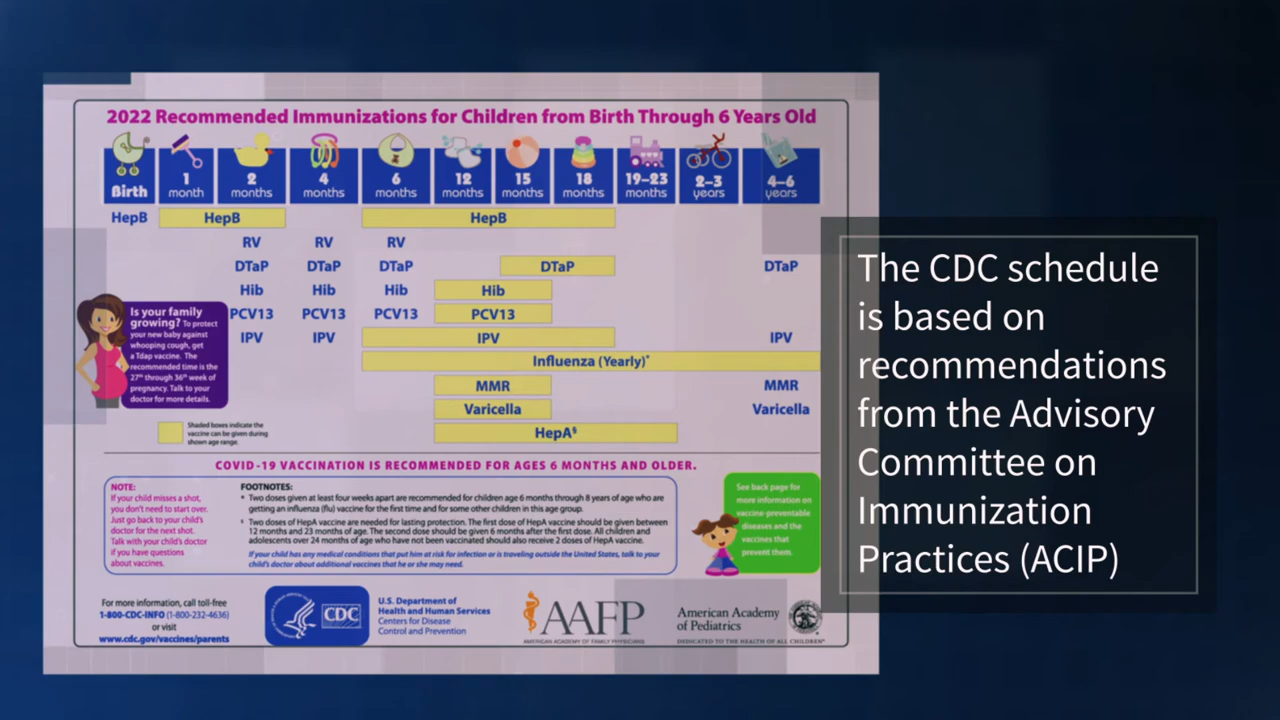 2022 Recommended Immunizations for Children from Birth Through 6 Years Old
Birth
1 month
2 months
4 months
6 months
12 months
15 months
18 months
19–23 months
2–3 years
4–6 years
HepB HepB HepB
RV RV RV
DTaP DTaP DTaP DTaP DTaP
Hib Hib Hib Hib
PCV13 PCV13 PCV13 PCV13
IPV IPV IPV IPV
Influenza (Yearly)*
MMR MMR
Varicella Varicella
HepA§
Is your family
growing? To protect
your new baby against
whooping cough, get
a Tdap vaccine. The
recommended time is the
27th through 36th week of
pregnancy. Talk to your
doctor for more details.
Shaded boxes indicate the
vaccine can be given during
shown age range.
COVID-19 VACCINATION IS RECOMMENDED FOR AGES 6 MONTHS AND OLDER.
NOTE:
If your child misses a shot,
you don't need to start over.
Just go back to your child's
doctor for the next shot.
Talk with your child's doctor
if you have questions
about vaccines.
FOOTNOTES:
* Two doses given at least four weeks apart are recommended for children age 6 months through 8 years of age who are
getting an influenza (flu) vaccine for the first time and for some other children in this age group.
§ Two doses of HepA vaccine are needed for lasting protection. The first dose of HepA vaccine should be given between
12 months and 23 months of age. The second dose should be given 6 months after the first dose. All children and
adolescents over 24 months of age who have not been vaccinated should also receive 2 doses of HepA vaccine.
If your child has any medical conditions that put him at risk for infection or is traveling outside the United States, talk to your
child's doctor about additional vaccines that he or she may need.
See back page for
more information on
vaccine-preventable
diseases and the
vaccines that
prevent them.
For more information, call toll-free
1-800-CDC-INFO (1-800-232-4636)
or visit
www.cdc.gov/vaccines/parents
CDC
U.S. Department of
Health and Human Services
Centers for Disease
Control and Prevention
AAFP
AMERICAN ACADEMY OF FAMILY PHYSICIANS
American Academy
of Pediatrics
DEDICATED TO THE HEALTH OF ALL CHILDREN®
The CDC schedule
is based on
recommendations
from the Advisory
Committee on
Immunization
Practices (ACIP)